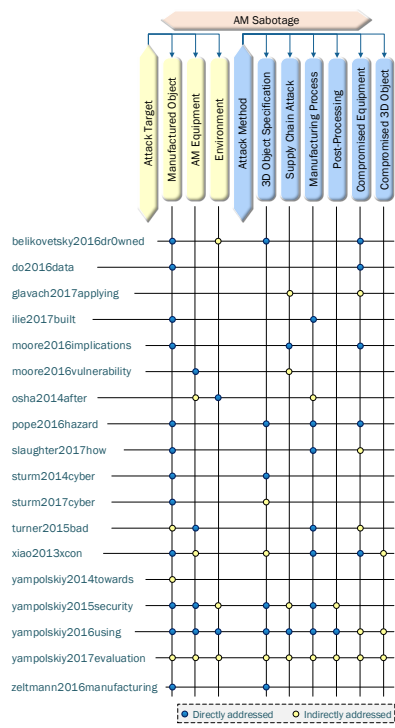 AM Sabotage
Attack Target
Manufactured Object
AM Equipment
Environment
Attack Method
3D Object Specification
Supply Chain Attack
Manufacturing Process
Post-Processing
Compromised Equipment
Compromised 3D Object
belikovetsky2016dr0wned
do2016data
glavach2017applying
ilie2017built
moore2016implications
moore2016vulnerability
osha2014after
pope2016hazard
slaughter2017how
sturm2014cyber
sturm2017cyber
turner2015bad
xiao2013xcon
yampolskiy2014towards
yampolskiy2015security
yampolskiy2016using
yampolskiy2017evaluation
zeltmann2016manufacturing
Directly addressed Indirectly addressed